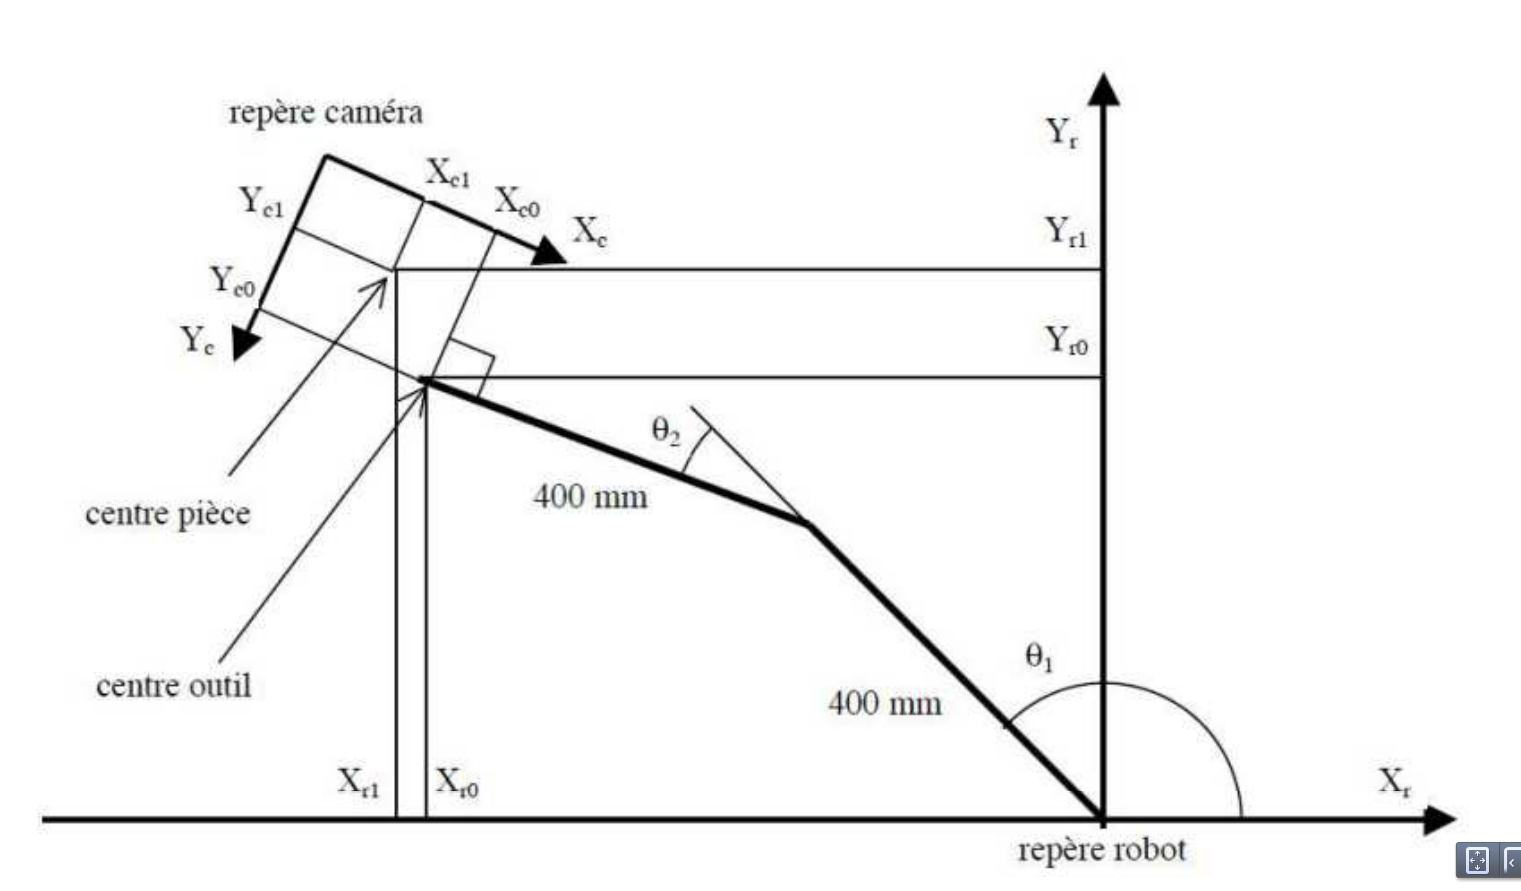 repère caméra
Yr
Xc1
Xc0
Yc1
Xc
Yr1
Yc0
Yc
Yr0
θ2
400 mm
centre pièce
θ1
centre outil
400 mm
Xr1
Xr0
Xr
repère robot